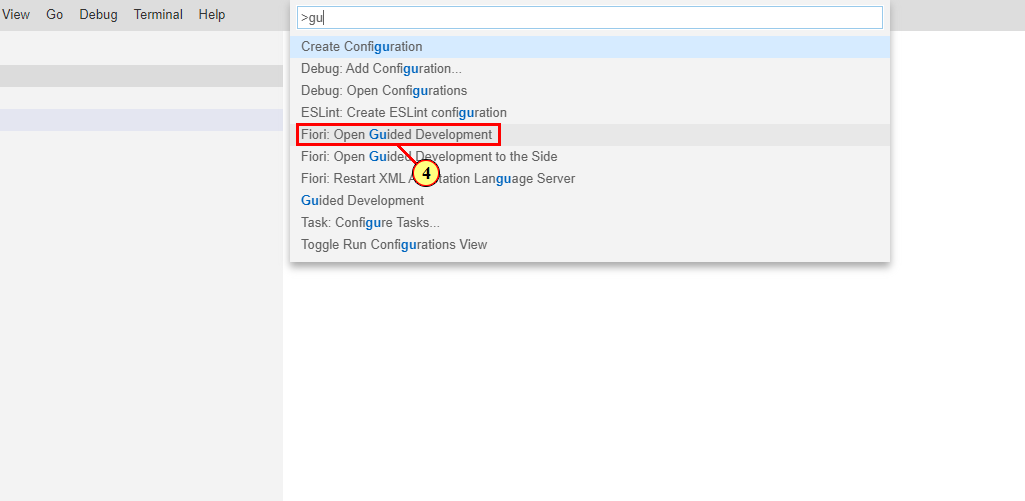 View Go Debug Terminal Help
>gu
Create Configuration
Debug: Add Configuration...
Debug: Open Configurations
ESLint: Create ESLint configuration
Fiori: Open Guided Development
Fiori: Open Guided Development to the Side
4
Fiori: Restart XML Language Server
Guided Development
Task: Configure Tasks...
Toggle Run Configurations View